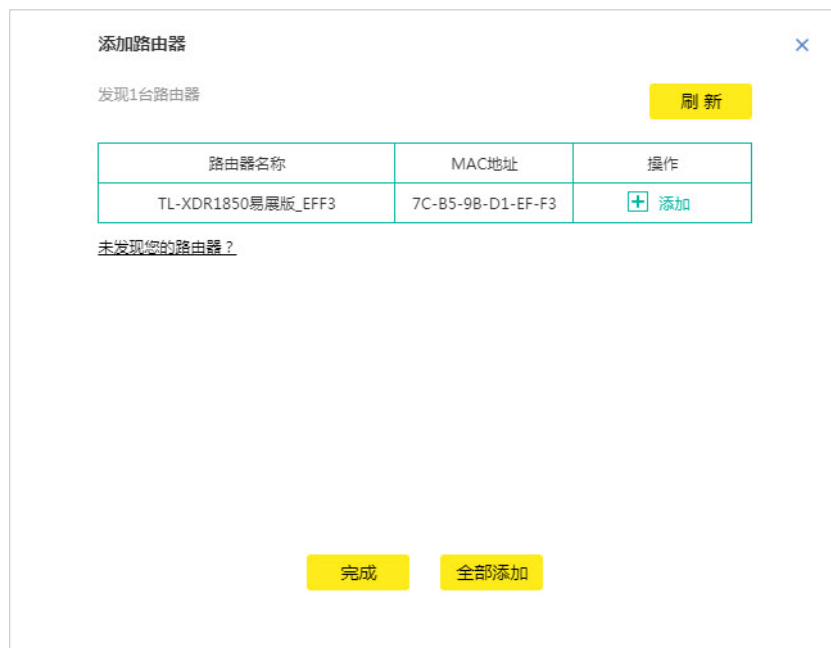 添加路由器
发现1台路由器
刷 新
路由器名称 MAC地址 操作
TL-XDR1850易展版_EFF3 7C-B5-9B-D1-EF-F3 添加
未发现您的路由器？
完成 全部添加